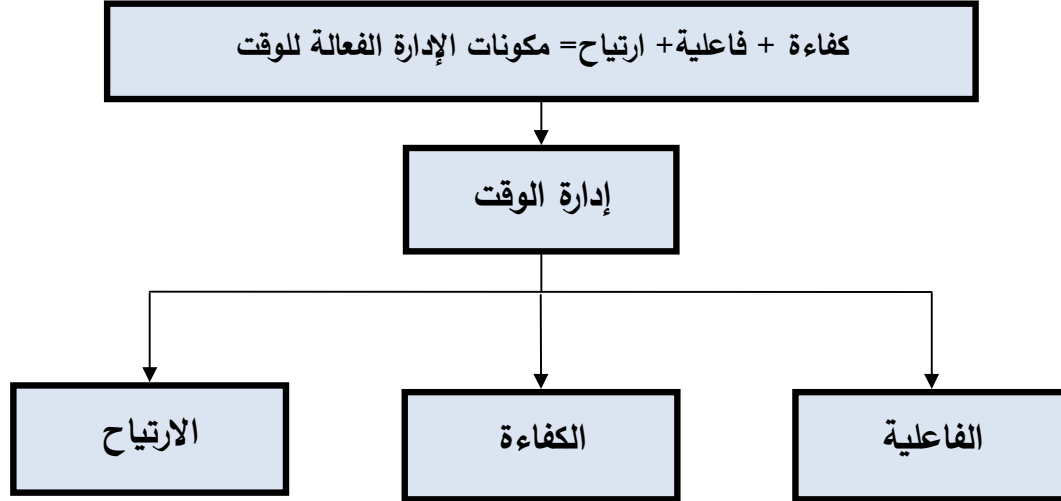 كفاءة + فاعلية+ ارتياح= مكونات الإدارة الفعالة للوقت
إدارة الوقت
الفاعلية
الكفاءة
الارتياح